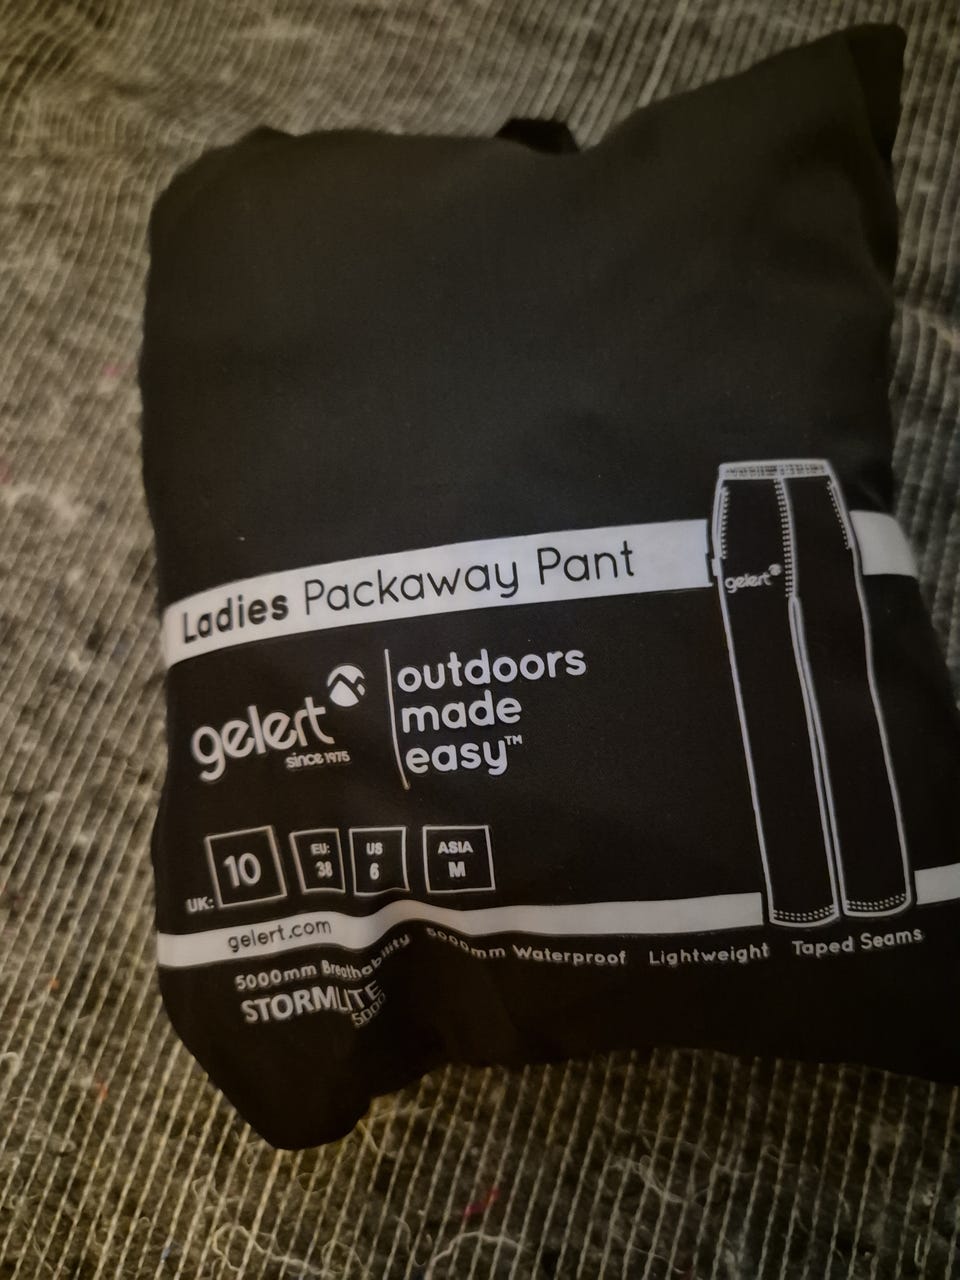 Ladies Packaway Pant
gelert
gelert
since 1975
outdoors
made
easy™
UK: 10
EU: 38
US 6
ASIA M
gelert.com
5000mm Breathability
5000mm Waterproof Lightweight Taped Seams
STORMLITE
5000